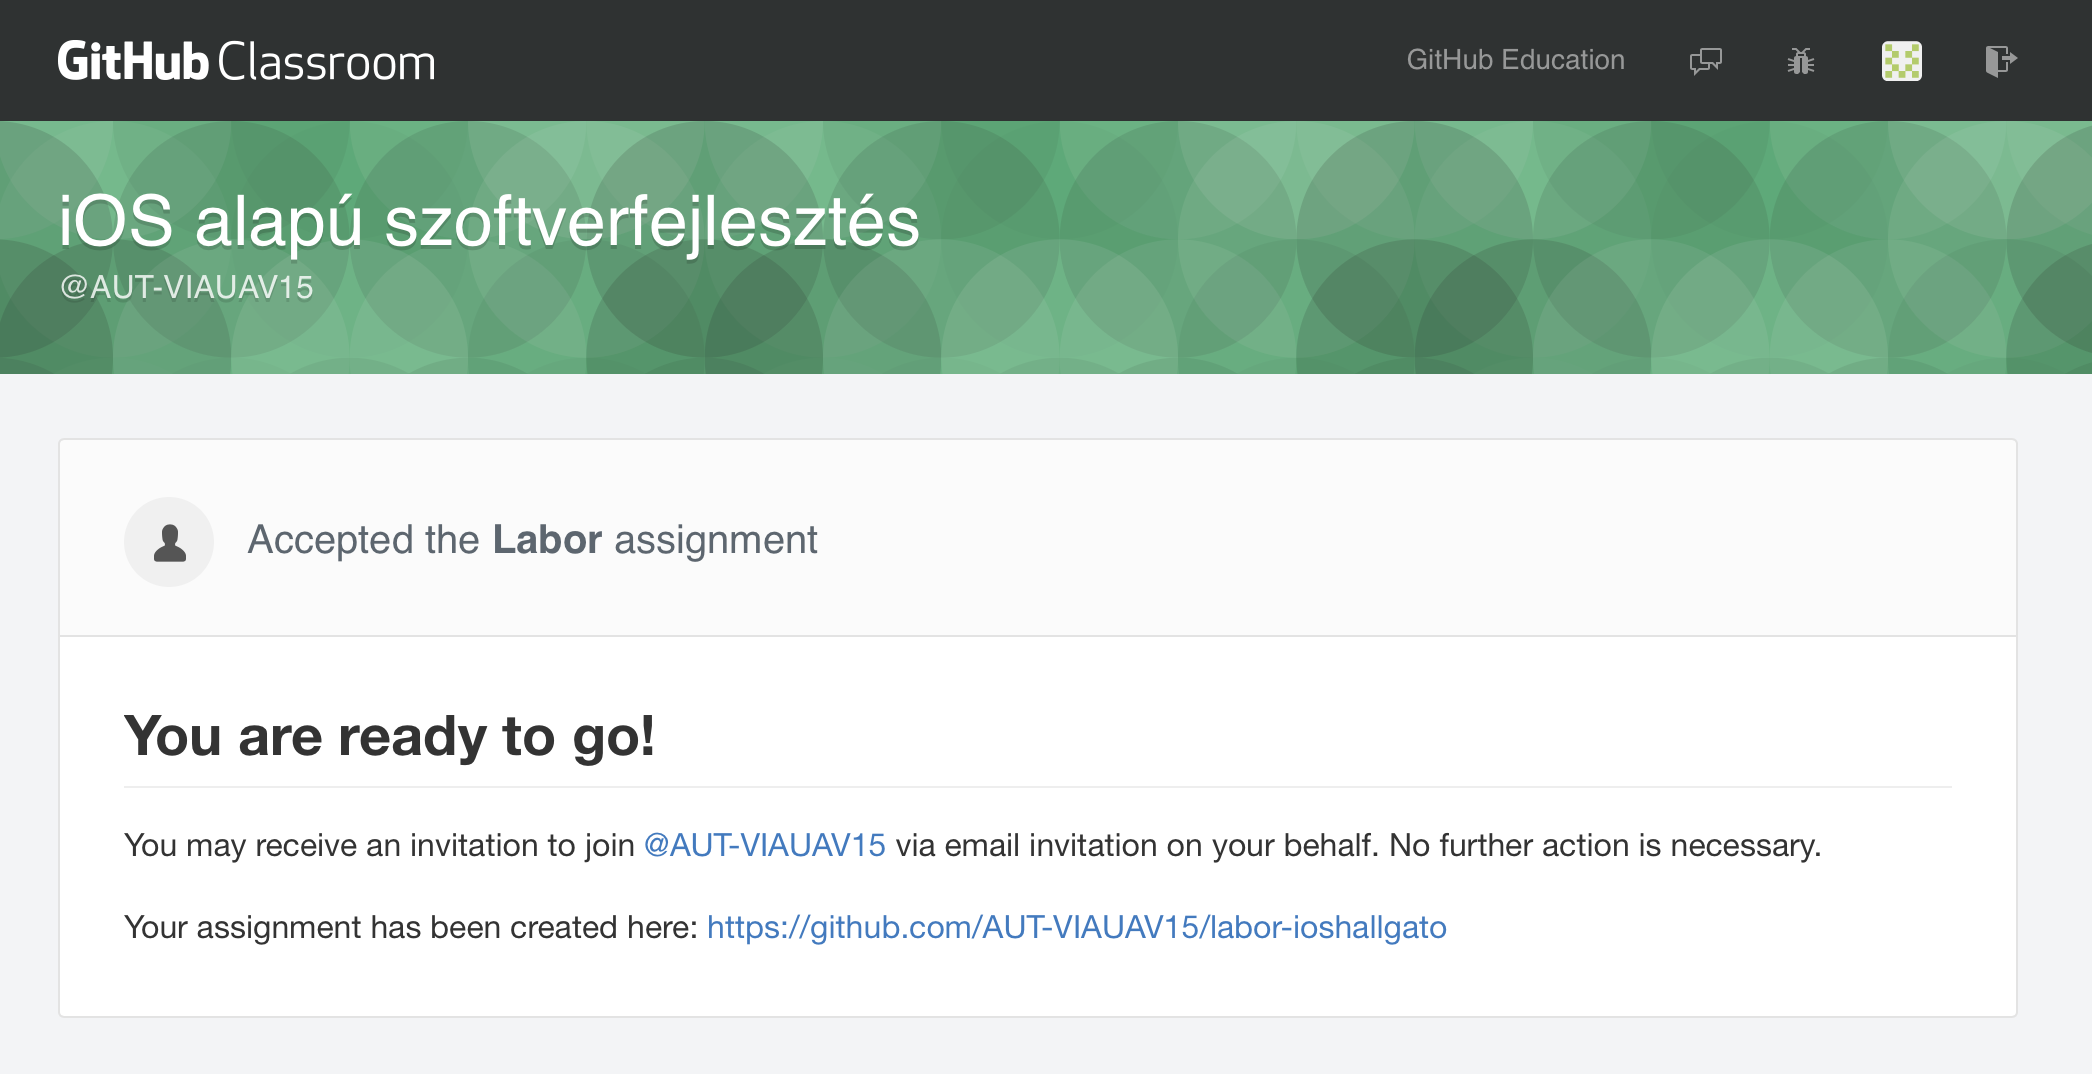 GitHub Classroom
GitHub Education
iOS alapú szoftverfejlesztés
@AUT-VIAUAV15
Accepted the Labor assignment
You are ready to go!
You may receive an invitation to join @AUT-VIAUAV15 via email invitation on your behalf. No further action is necessary.
Your assignment has been created here: https://github.com/AUT-VIAUAV15/labor-ioshallgato